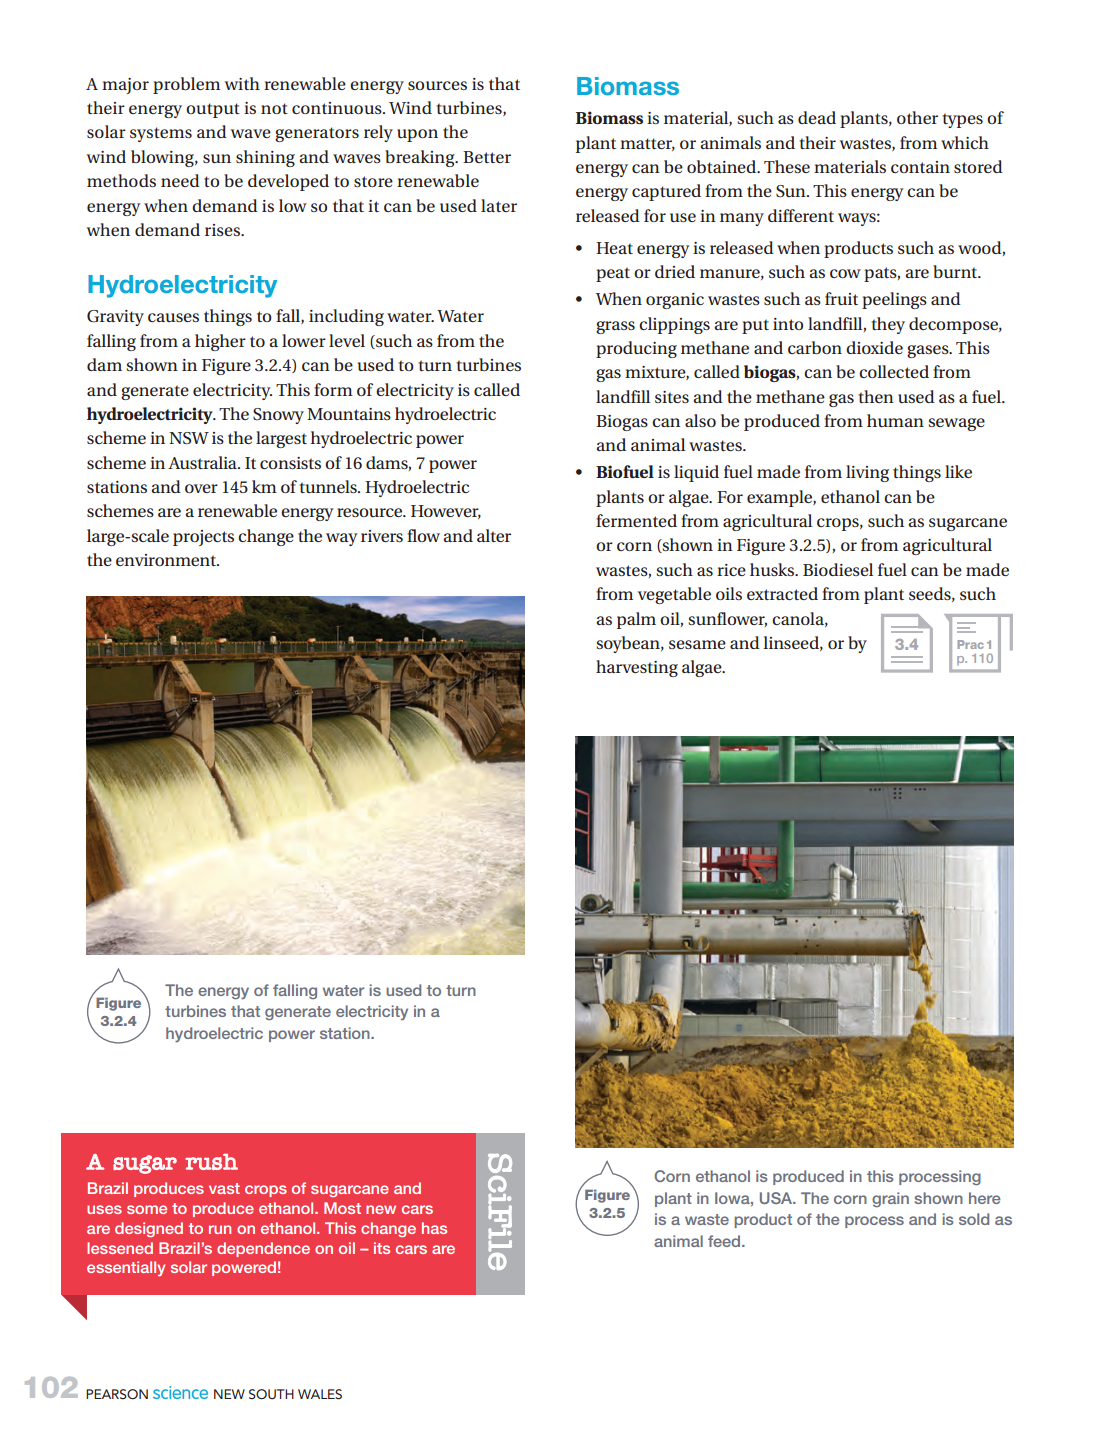 A major problem with renewable energy sources is that
their energy output is not continuous. Wind turbines,
solar systems and wave generators rely upon the
wind blowing, sun shining and waves breaking. Better
methods need to be developed to store renewable
energy when demand is low so that it can be used later
when demand rises.
Hydroelectricity
Gravity causes things to fall, including water. Water
falling from a higher to a lower level (such as from the
dam shown in Figure 3.2.4) can be used to turn turbines
and generate electricity. This form of electricity is called
hydroelectricity. The Snowy Mountains hydroelectric
scheme in NSW is the largest hydroelectric power
scheme in Australia. It consists of 16 dams, 7 power
stations and over 145 km of tunnels. Hydroelectric
schemes are a renewable energy resource. However,
large-scale projects change the way rivers flow and alter
the environment.
Figure
3.2.4
The energy of falling water is used to turn
turbines that generate electricity in a
hydroelectric power station.
A sugar rush
Brazil produces vast crops of sugarcane and
uses some to produce ethanol. Most new cars
are designed to run on ethanol. This change has
lessened Brazil's dependence on oil – its cars are
essentially solar powered!
SciFile
Biomass
Biomass is material, such as dead plants, other types of
plant matter, or animals and their wastes, from which
energy can be obtained. These materials contain stored
energy captured from the Sun. This energy can be
released for use in many different ways:
• Heat energy is released when products such as wood,
peat or dried manure, such as cow pats, are burnt.
• When organic wastes such as fruit peelings and
grass clippings are put into landfill, they decompose,
producing methane and carbon dioxide gases. This
gas mixture, called biogas, can be collected from
landfill sites and the methane gas then used as a fuel.
Biogas can also be produced from human sewage
and animal wastes.
• Biofuel is liquid fuel made from living things like
plants or algae. For example, ethanol can be
fermented from agricultural crops, such as sugarcane
or corn (shown in Figure 3.2.5), or from agricultural
wastes, such as rice husks. Biodiesel fuel can be made
from vegetable oils extracted from plant seeds, such
as palm oil, sunflower, canola,
soybean, sesame and linseed, or by
harvesting algae.
3.4
Prac 1
p. 110
Figure
3.2.5
Corn ethanol is produced in this processing
plant in Iowa, USA. The corn grain shown here
is a waste product of the process and is sold as
animal feed.
102 PEARSON science NEW SOUTH WALES